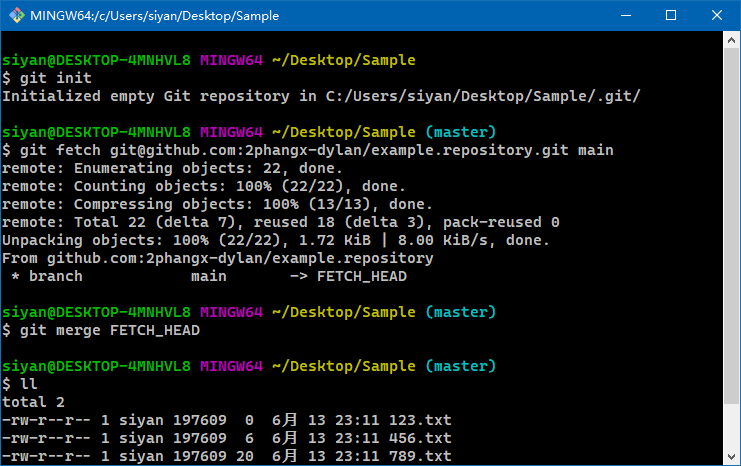 MINGW64:/c/Users/siyan/Desktop/Sample
siyan@DESKTOP-4MNHVL8 MINGW64 ~/Desktop/Sample
$ git init
Initialized empty Git repository in C:/Users/siyan/Desktop/Sample/.git/
siyan@DESKTOP-4MNHVL8 MINGW64 ~/Desktop/Sample (master)
$ git fetch git@github.com:2phangx-dylan/example.repository.git main
remote: Enumerating objects: 22, done.
remote: Counting objects: 100% (22/22), done.
remote: Compressing objects: 100% (13/13), done.
remote: Total 22 (delta 7), reused 18 (delta 3), pack-reused 0
Unpacking objects: 100% (22/22), 1.72 KiB | 8.00 KiB/s, done.
From github.com:2phangx-dylan/example.repository
 * branch            main       -> FETCH_HEAD
siyan@DESKTOP-4MNHVL8 MINGW64 ~/Desktop/Sample (master)
$ git merge FETCH_HEAD
siyan@DESKTOP-4MNHVL8 MINGW64 ~/Desktop/Sample (master)
$ ll
total 2
-rw-r--r-- 1 siyan 197609  0  6月 13 23:11 123.txt
-rw-r--r-- 1 siyan 197609  6  6月 13 23:11 456.txt
-rw-r--r-- 1 siyan 197609 20  6月 13 23:11 789.txt